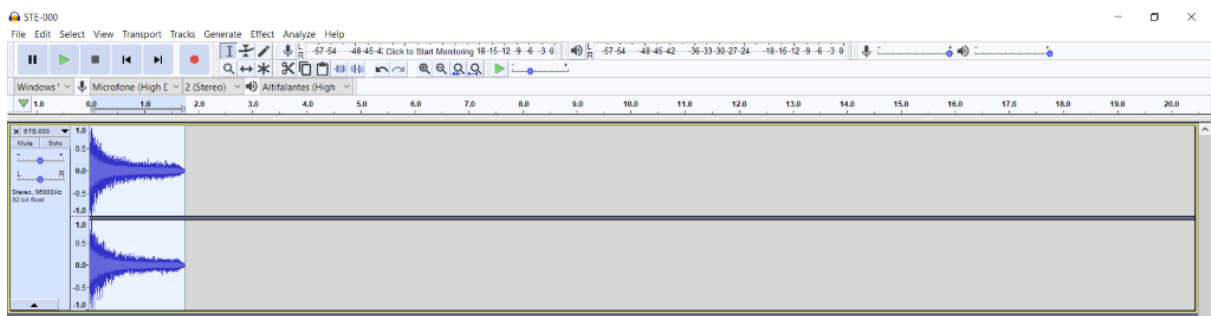 STE-000
File Edit Select View Transport Tracks Generate Effect Analyze Help
L R -57-54 -48-45-4: Click to Start Monitoring 18-15-12 -9 -6 -3 0
L R -57-54 -48-45-42 -36-33-30-27-24 -18-15-12 -9 -6 -3 0
Windows' Microfone (High 2 (Stereo) Altifalantes (High
1.0 0.0 1.0 2.0 3.0 4.0 5.0 6.0 7.0 8.0 9.0 10.0 11.0 12.0 13.0 14.0 15.0 16.0 17.0 18.0 19.0 20.0
X STE-000
Mute Solo
- +
L R
Stereo, 96000Hz
32-bit float
1.0
0.5
0.0
-0.5
-1.0
1.0
0.5
0.0
-0.5
-1.0